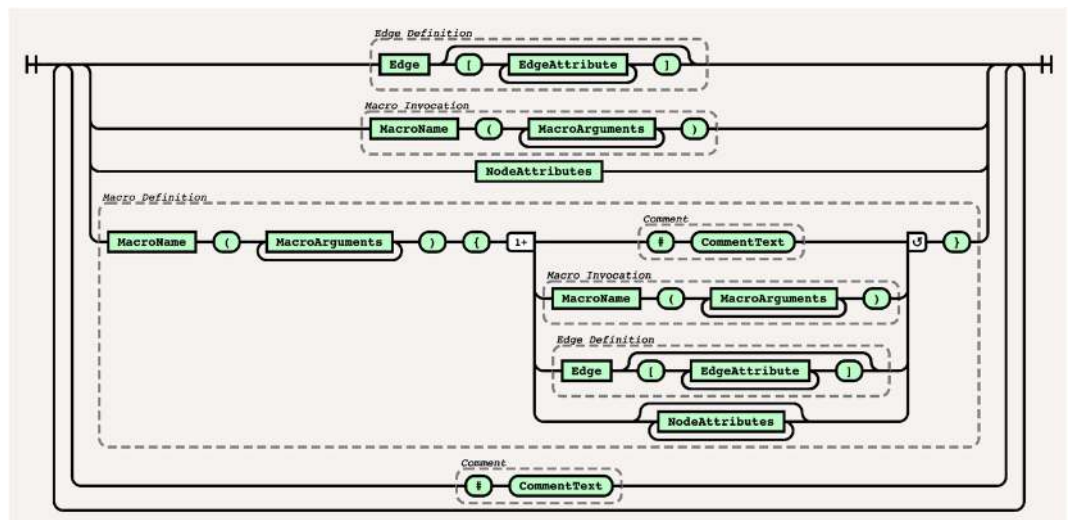 Edge Definition
Edge [ EdgeAttribute ]
Macro Invocation
MacroName ( MacroArguments )
NodeAttributes
Macro Definition
Comment
MacroName ( MacroArguments ) { 1+ # CommentText ↺ }
Macro Invocation
MacroName ( MacroArguments )
Edge Definition
Edge [ EdgeAttribute ]
NodeAttributes
Comment
# CommentText